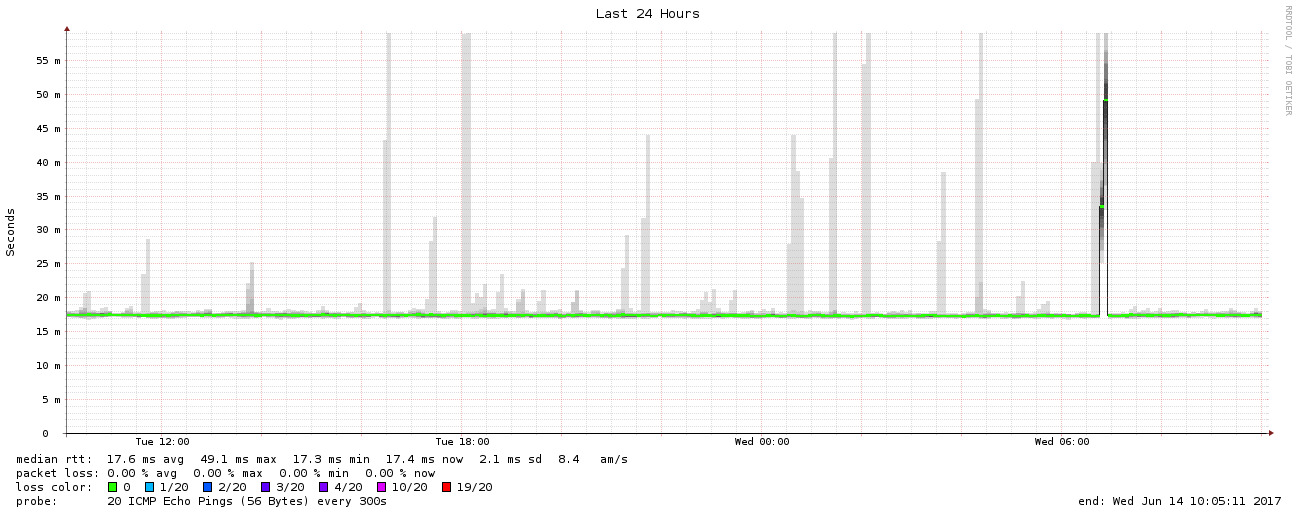 Last 24 Hours
RRDTOOL / TOBI OETIKER
Seconds
55 m
50 m
45 m
40 m
35 m
30 m
25 m
20 m
15 m
10 m
5 m
0
Tue 12:00 Tue 18:00 Wed 00:00 Wed 06:00
median rtt: 17.6 ms avg 49.1 ms max 17.3 ms min 17.4 ms now 2.1 ms sd 8.4 am/s
packet loss: 0.00 % avg 0.00 % max 0.00 % min 0.00 % now
loss color: 0 1/20 2/20 3/20 4/20 10/20 19/20
probe: 20 ICMP Echo Pings (56 Bytes) every 300s end: Wed Jun 14 10:05:11 2017